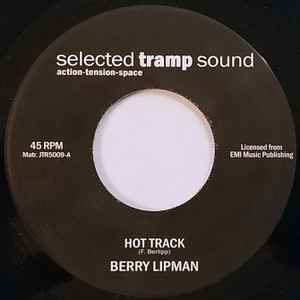 selected tramp sound
action-tension-space
45 RPM
Matr. JTR5009-A
Licensed from
EMI Music Publishing
HOT TRACK
(F. Berlipp)
BERRY LIPMAN